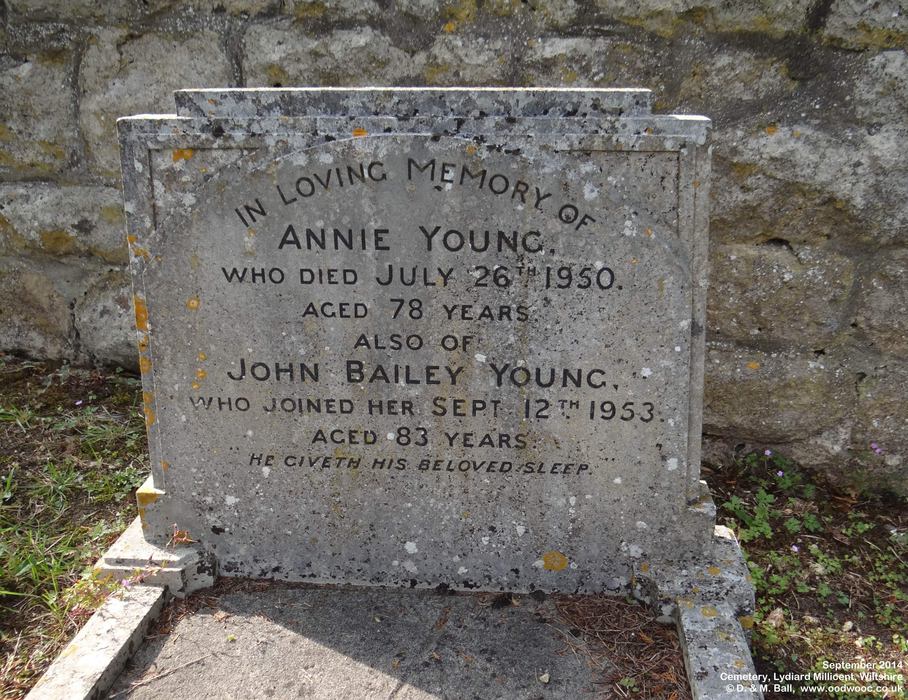 IN LOVING MEMORY OF
ANNIE YOUNG,
WHO DIED JULY 26TH 1950.
AGED 78 YEARS.
ALSO OF
JOHN BAILEY YOUNG,
WHO JOINED HER SEPT. 12TH 1953.
AGED 83 YEARS.
HE GIVETH HIS BELOVED SLEEP.
September 2014
Cemetery, Lydiard Millicent, Wiltshire
© D. & M. Ball, www.oodwooc.co.uk